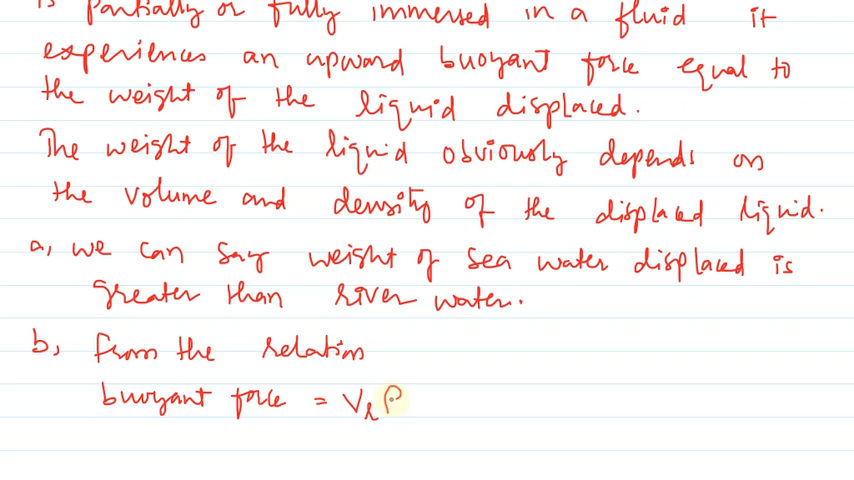 is partially or fully immersed in a fluid it
experiences an upward buoyant force equal to
the weight of the liquid displaced.
The weight of the liquid obviously depends on
the volume and density of the displaced liquid.
a, we can say weight of sea water displaced is
greater than river water.
b, from the relation
buoyant force = Vℓ ρ